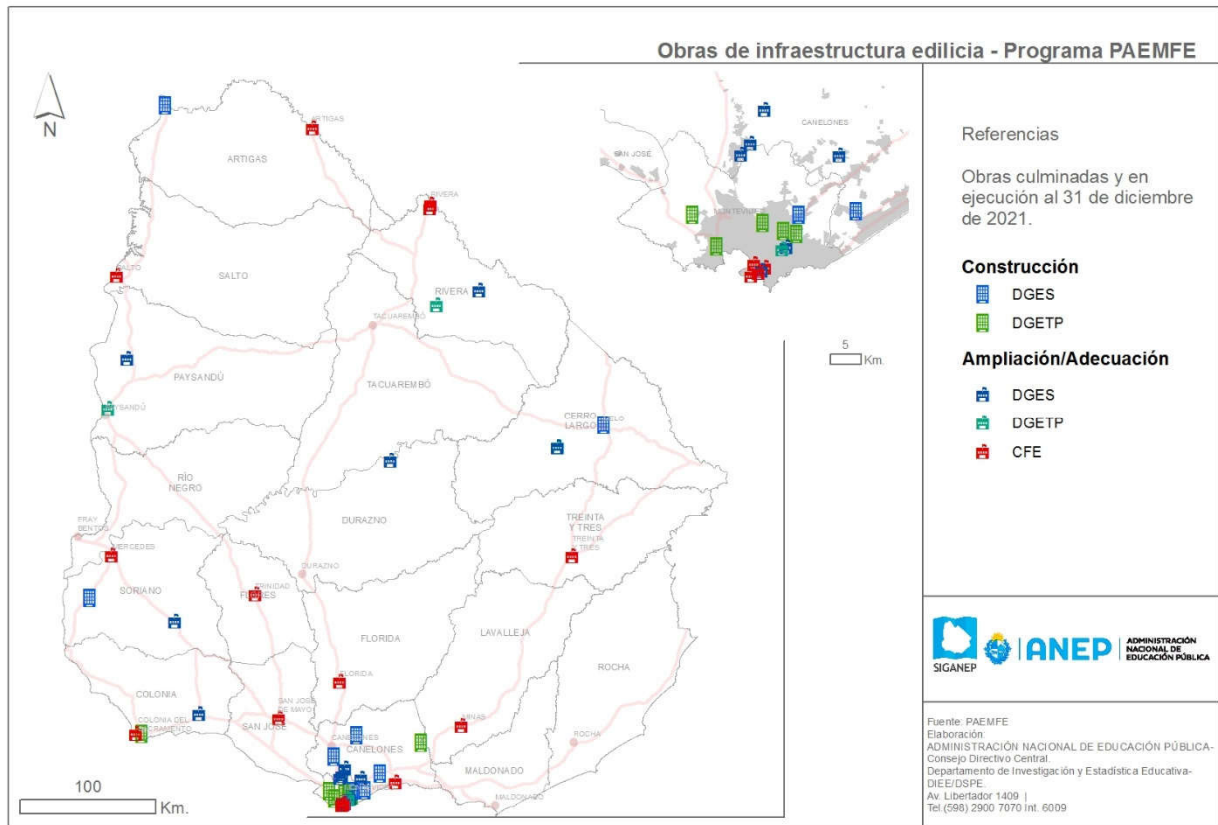 Obras de infraestructura edilicia - Programa PAEMFE
N
ARTIGAS
ARTIGAS
RIVERA
SALTO
SALTO
RIVERA
TACUAREMBÓ
PAYSANDÚ
TACUAREMBÓ
PAYSANDÚ
CERRO
LARGO
RÍO
NEGRO
DURAZNO
TREINTA
Y TRES
TREINTA
Y TRES
FRAY
BENTOS
MERCEDES
DURAZNO
SORIANO
TRINIDAD
FLORES
FLORIDA
LAVALLEJA
ROCHA
FLORIDA
COLONIA
SAN JOSÉ
DE MAYO
SAN JOSÉ
COLONIA DEL
SACRAMENTO
MINAS
CANELONES
CANELONES
ROCHA
MALDONADO
MALDONADO
100
Km.
CANELONES
SAN JOSÉ
MONTEVIDEO
5
Km.
Referencias
Obras culminadas y en
ejecución al 31 de diciembre
de 2021.
Construcción
DGES
DGETP
Ampliación/Adecuación
DGES
DGETP
CFE
SIGANEP
ANEP
ADMINISTRACIÓN
NACIONAL DE
EDUCACIÓN PÚBLICA
Fuente: PAEMFE
Elaboración:
ADMINISTRACIÓN NACIONAL DE EDUCACIÓN PÚBLICA-
Consejo Directivo Central.
Departamento de Investigación y Estadística Educativa-
DIEE/DSPE.
Av. Libertador 1409 |
Tel.(598) 2900 7070 Int. 6009